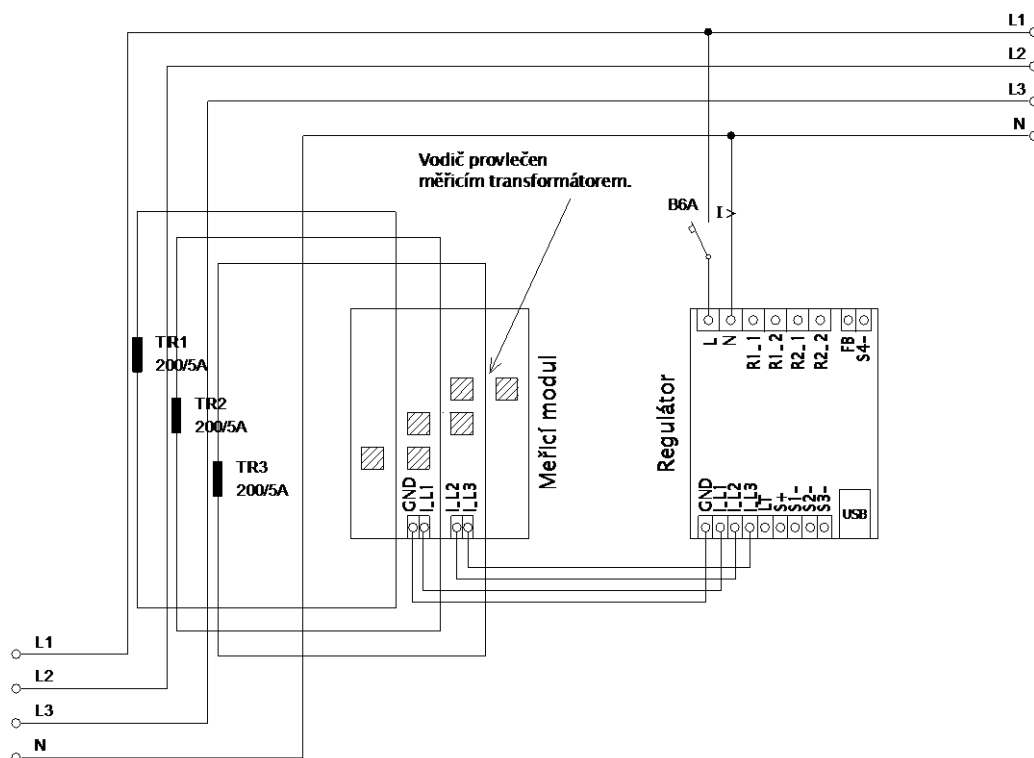 L1
L2
L3
N
Vodič provlečen
měřicím transformátorem.
B6A
I >
TR1
200/5A
TR2
200/5A
TR3
200/5A
Meřicí modul
GND
I_L1
I_L2
I_L3
Regulátor
L
N
R1_1
R1_2
R2_1
R2_2
FB
S4-
GND
I_L1
I_L2
I_L3
LT
S+
S1-
S2-
S3-
USB
L1
L2
L3
N